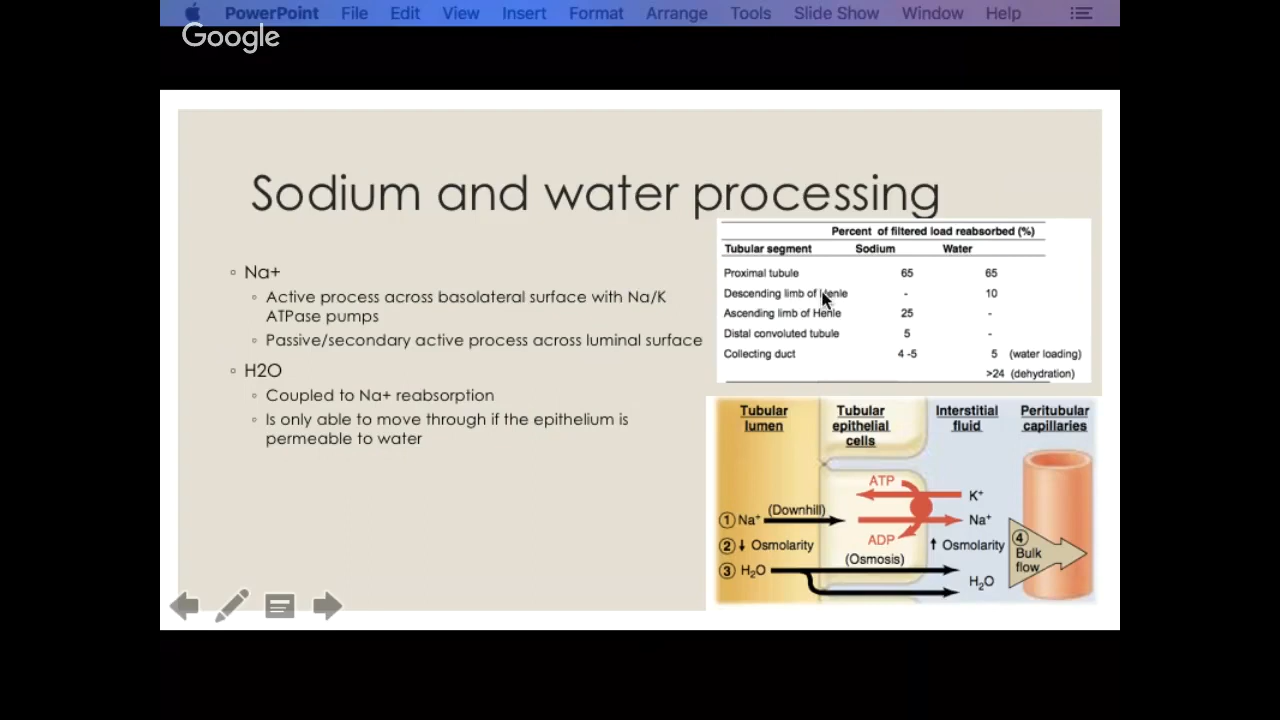 PowerPoint File Edit View Insert Format Arrange Tools Slide Show Window Help
Google
Sodium and water processing
◦ Na+
◦ Active process across basolateral surface with Na/K
ATPase pumps
◦ Passive/secondary active process across luminal surface
◦ H2O
◦ Coupled to Na+ reabsorption
◦ Is only able to move through if the epithelium is
permeable to water
Percent of filtered load reabsorbed (%)
Tubular segment Sodium Water
Proximal tubule 65 65
Descending limb of Henle - 10
Ascending limb of Henle 25 -
Distal convoluted tubule 5 -
Collecting duct 4 -5 5 (water loading)
>24 (dehydration)
Tubular
lumen
Tubular
epithelial
cells
Interstitial
fluid
Peritubular
capillaries
ATP
K⁺
① Na⁺ (Downhill)
Na⁺
ADP
② ↓ Osmolarity
↑ Osmolarity
(Osmosis)
③ H₂O
H₂O
④
Bulk
flow